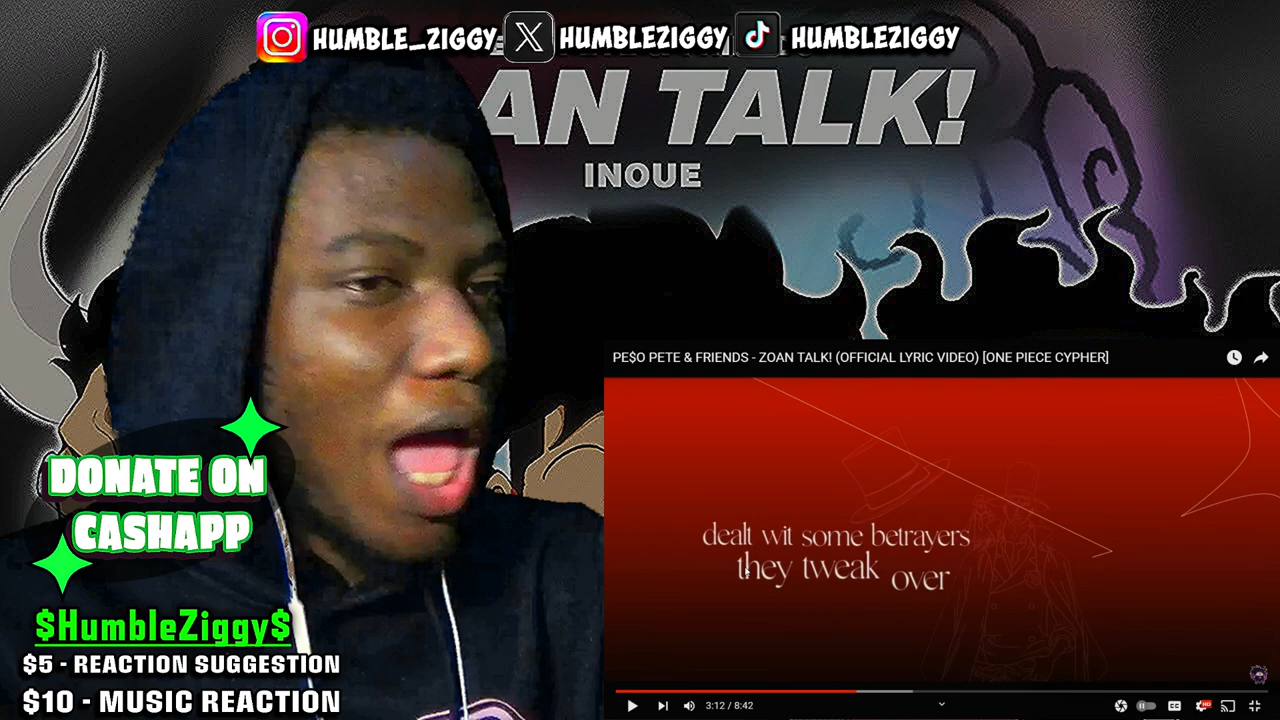 HUMBLE_ZIGGY HUMBLEZIGGY HUMBLEZIGGY
AN TALK!
INOUE
PE$O PETE & FRIENDS - ZOAN TALK! (OFFICIAL LYRIC VIDEO) [ONE PIECE CYPHER]
dealt wit some betrayers
they tweak over
DONATE ON
CASHAPP
$HumbleZiggy$
$5 - REACTION SUGGESTION
$10 - MUSIC REACTION
3:12 / 8:42
CC
HD